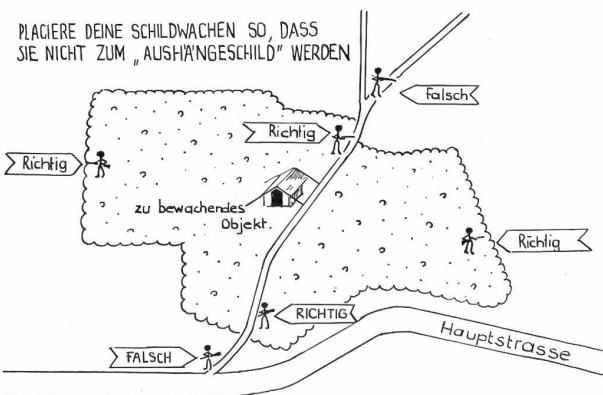 PLACIERE DEINE SCHILDWACHEN SO, DASS
SIE NICHT ZUM „AUSHÄNGESCHILD" WERDEN
Falsch
Richtig
Richtig
zu bewachendes
Objekt.
Richtig
RICHTIG
Hauptstrasse
FALSCH